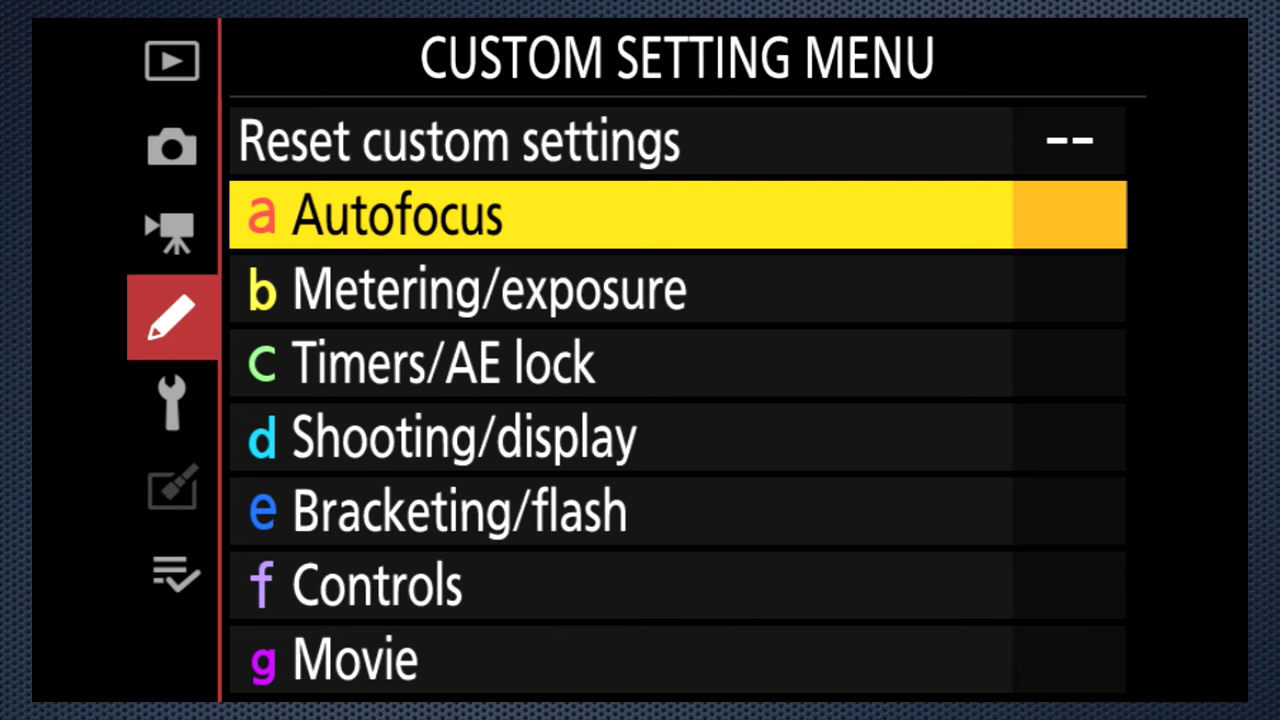 CUSTOM SETTING MENU
Reset custom settings --
a Autofocus
b Metering/exposure
c Timers/AE lock
d Shooting/display
e Bracketing/flash
f Controls
g Movie